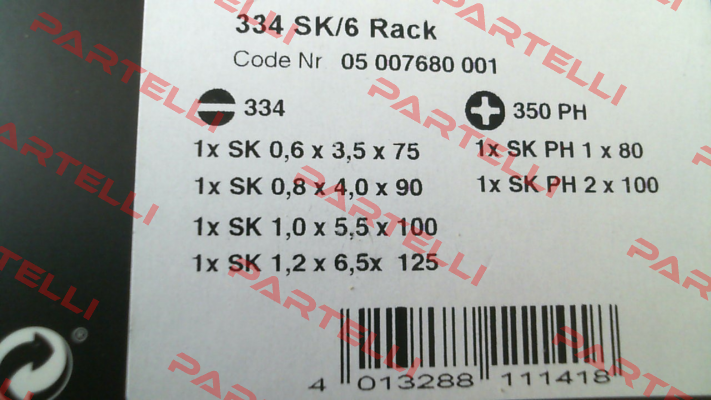 334 SK/6 Rack
Code Nr 05 007680 001
334
1x SK 0,6 x 3,5 x 75
1x SK 0,8 x 4,0 x 90
1x SK 1,0 x 5,5 x 100
1x SK 1,2 x 6,5x 125
350 PH
1x SK PH 1 x 80
1x SK PH 2 x 100
4 013288 111418
®
PARTELLI
PARTELLI
PARTELLI
PARTELLI
PARTELLI
PARTELLI
PARTELLI
PARTELLI
PARTELLI